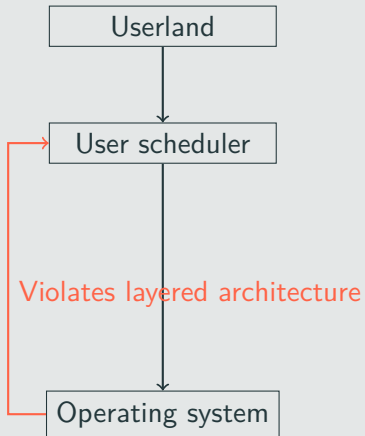 Userland
User scheduler
Violates layered architecture
Operating system